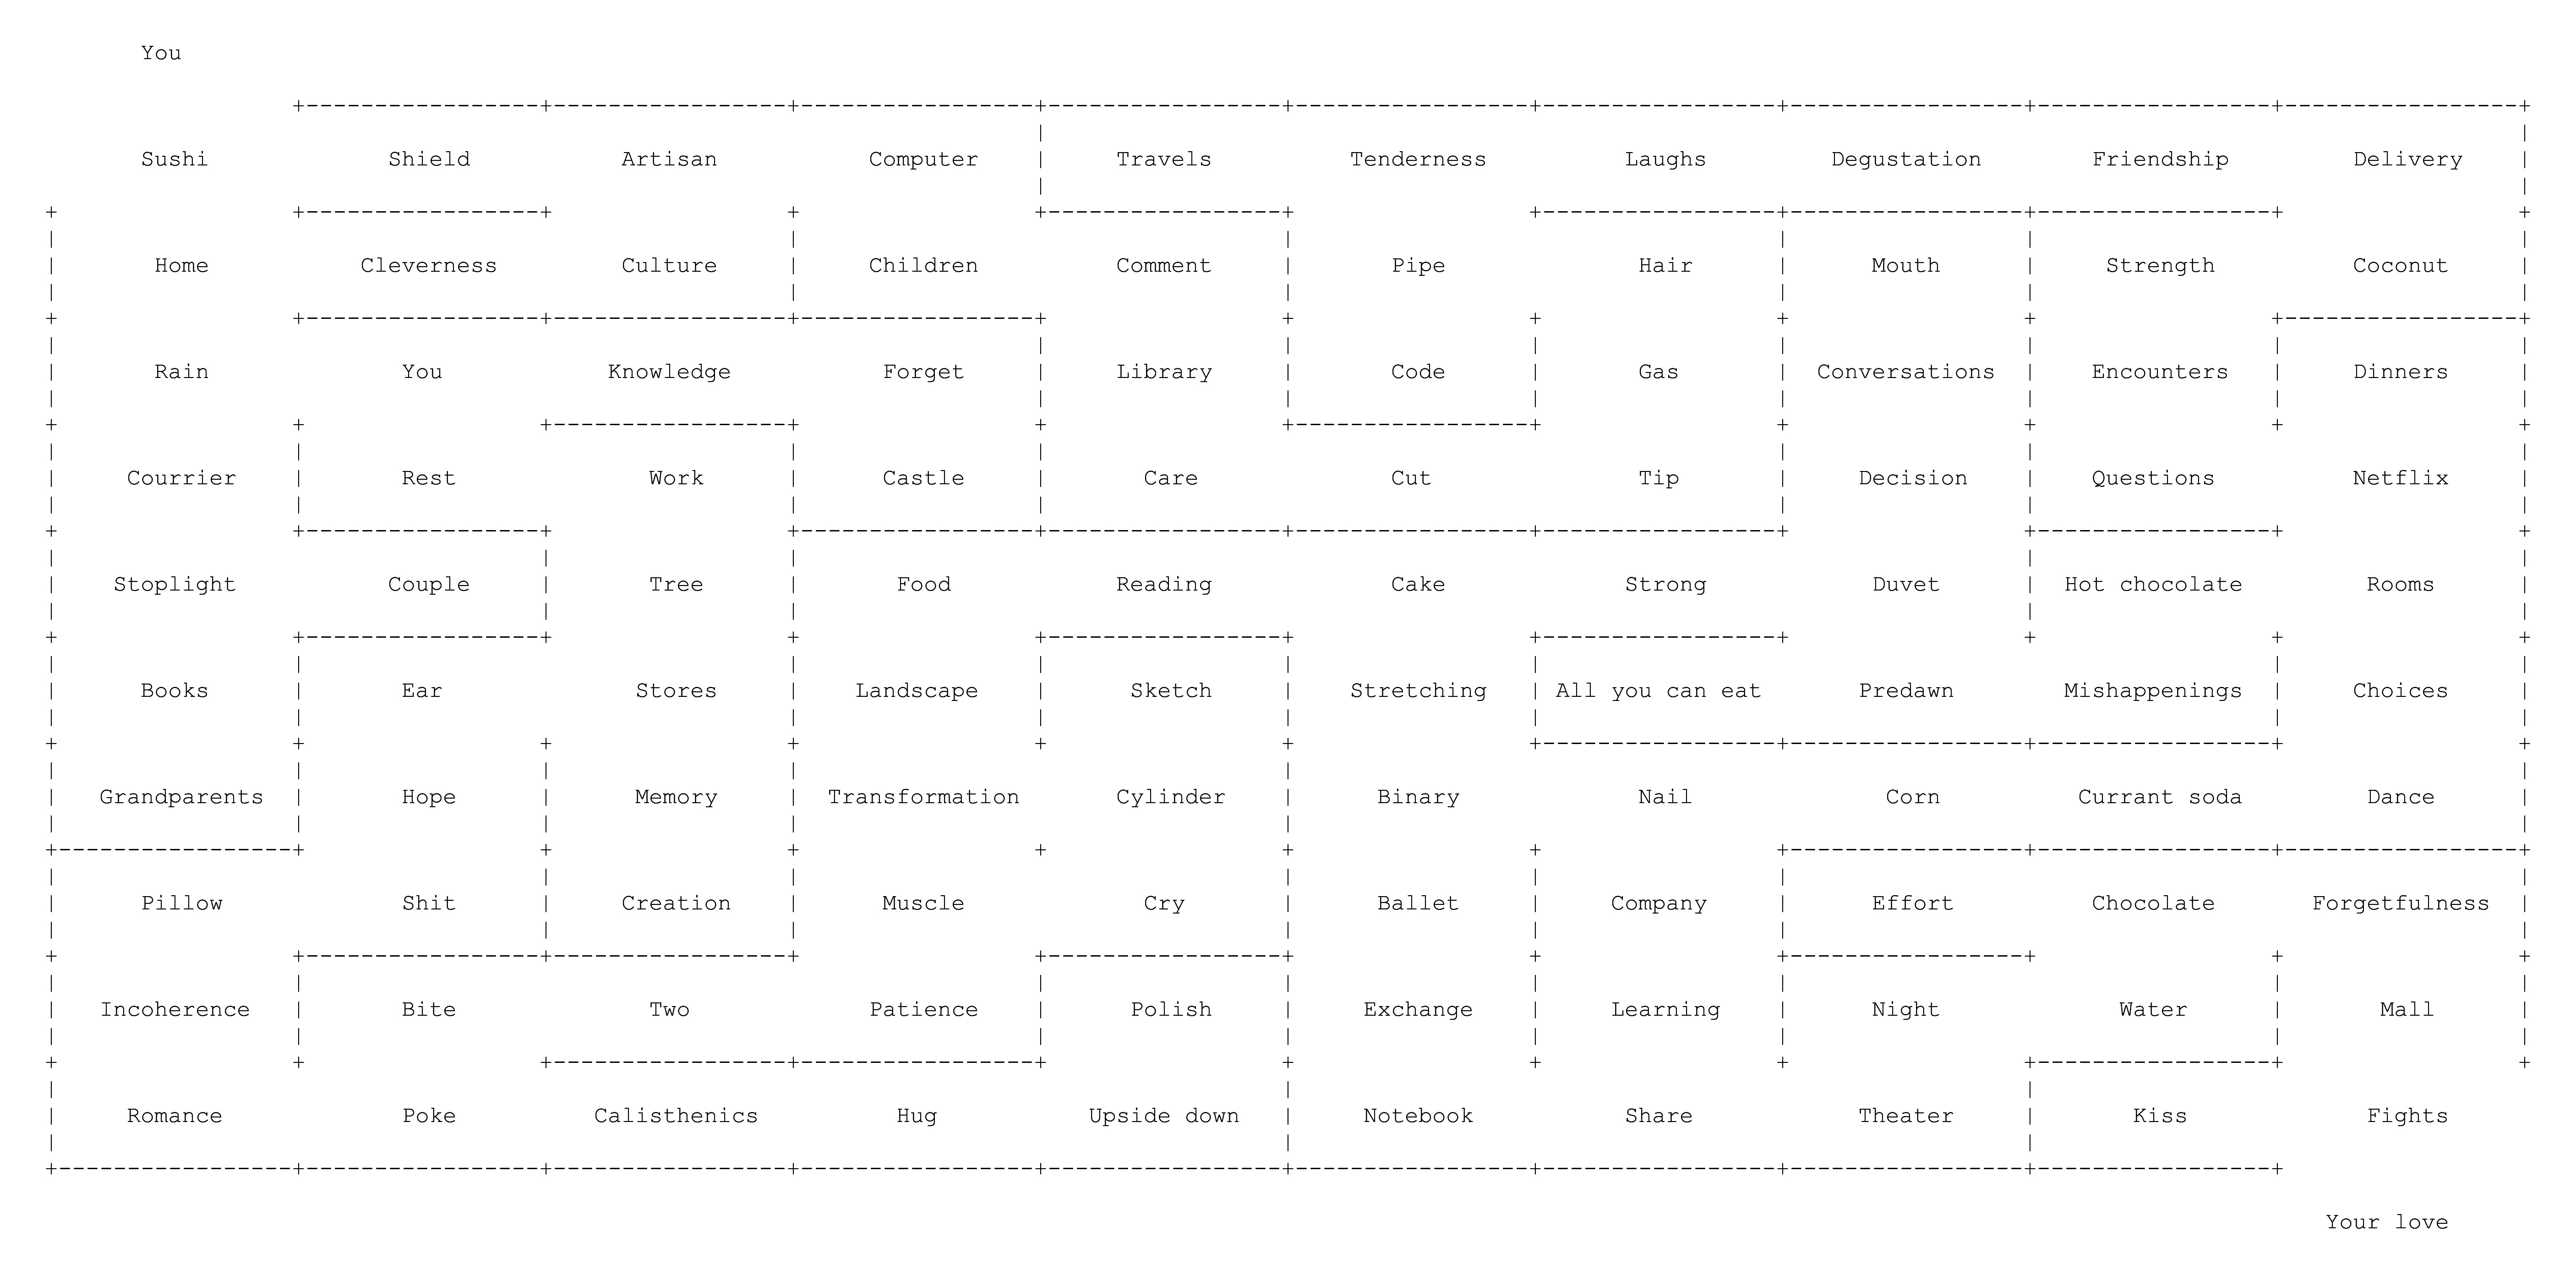 You
Sushi Shield Artisan Computer Travels Tenderness Laughs Degustation Friendship Delivery
Home Cleverness Culture Children Comment Pipe Hair Mouth Strength Coconut
Rain You Knowledge Forget Library Code Gas Conversations Encounters Dinners
Courrier Rest Work Castle Care Cut Tip Decision Questions Netflix
Stoplight Couple Tree Food Reading Cake Strong Duvet Hot chocolate Rooms
Books Ear Stores Landscape Sketch Stretching All you can eat Predawn Mishappenings Choices
Grandparents Hope Memory Transformation Cylinder Binary Nail Corn Currant soda Dance
Pillow Shit Creation Muscle Cry Ballet Company Effort Chocolate Forgetfulness
Incoherence Bite Two Patience Polish Exchange Learning Night Water Mall
Romance Poke Calisthenics Hug Upside down Notebook Share Theater Kiss Fights
Your love